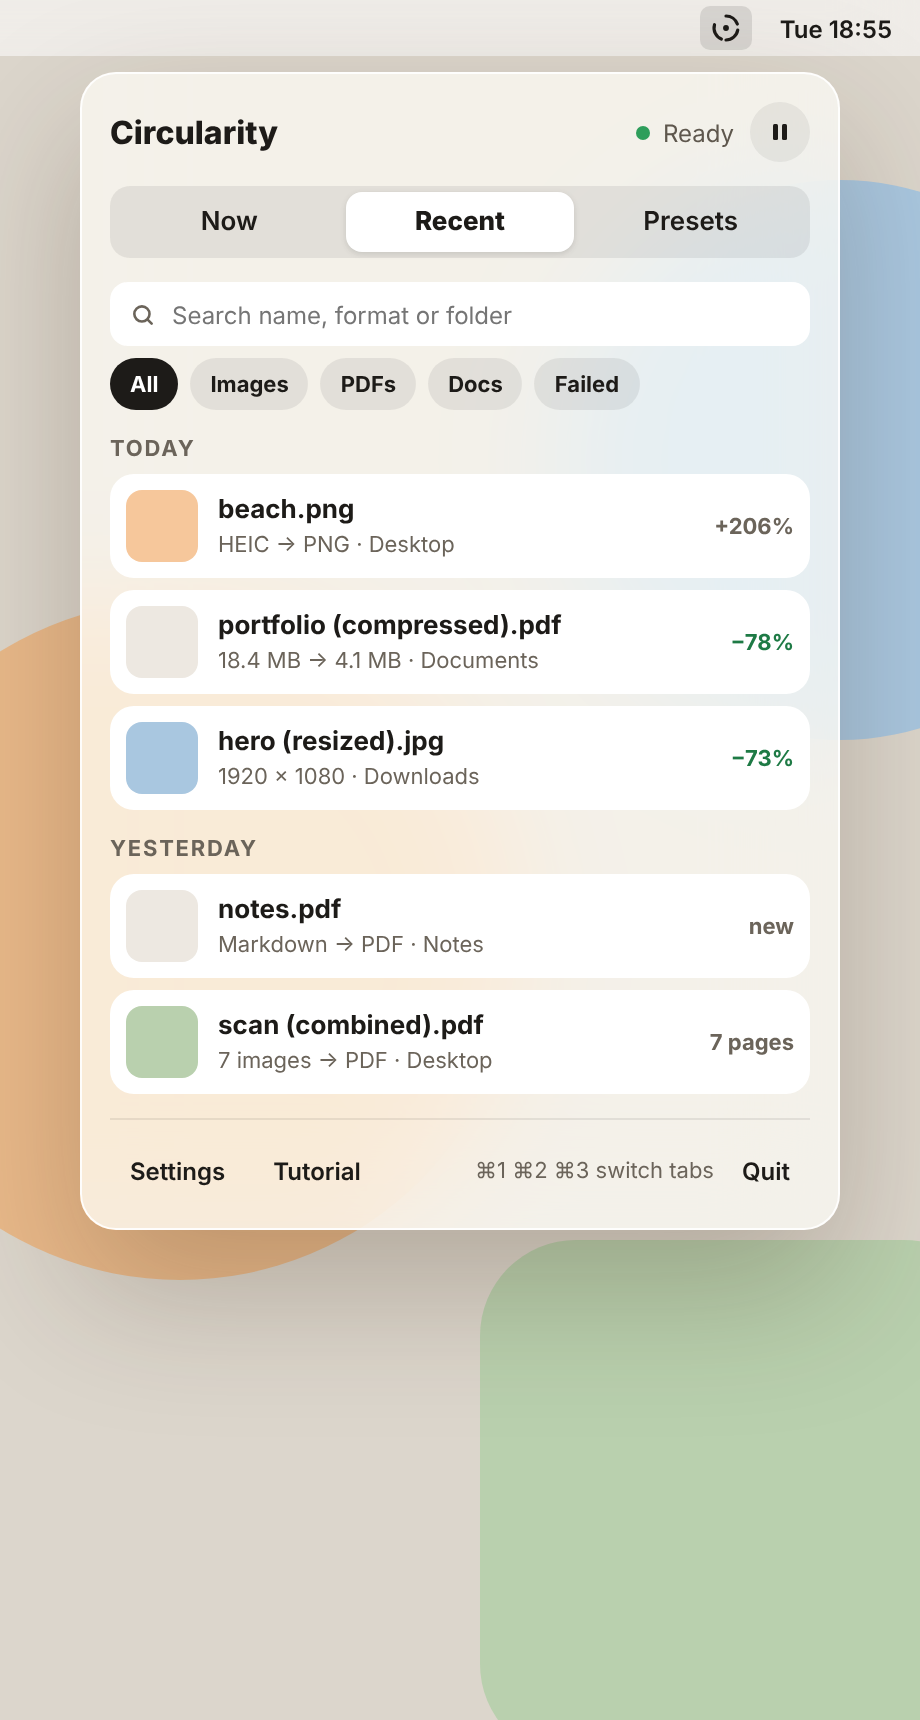 Tue 18:55
Circularity
Ready
Now Recent Presets
Search name, format or folder
All Images PDFs Docs Failed
TODAY
beach.png
HEIC → PNG · Desktop
+206%
portfolio (compressed).pdf
18.4 MB → 4.1 MB · Documents
−78%
hero (resized).jpg
1920 × 1080 · Downloads
−73%
YESTERDAY
notes.pdf
Markdown → PDF · Notes
new
scan (combined).pdf
7 images → PDF · Desktop
7 pages
Settings Tutorial ⌘1 ⌘2 ⌘3 switch tabs Quit